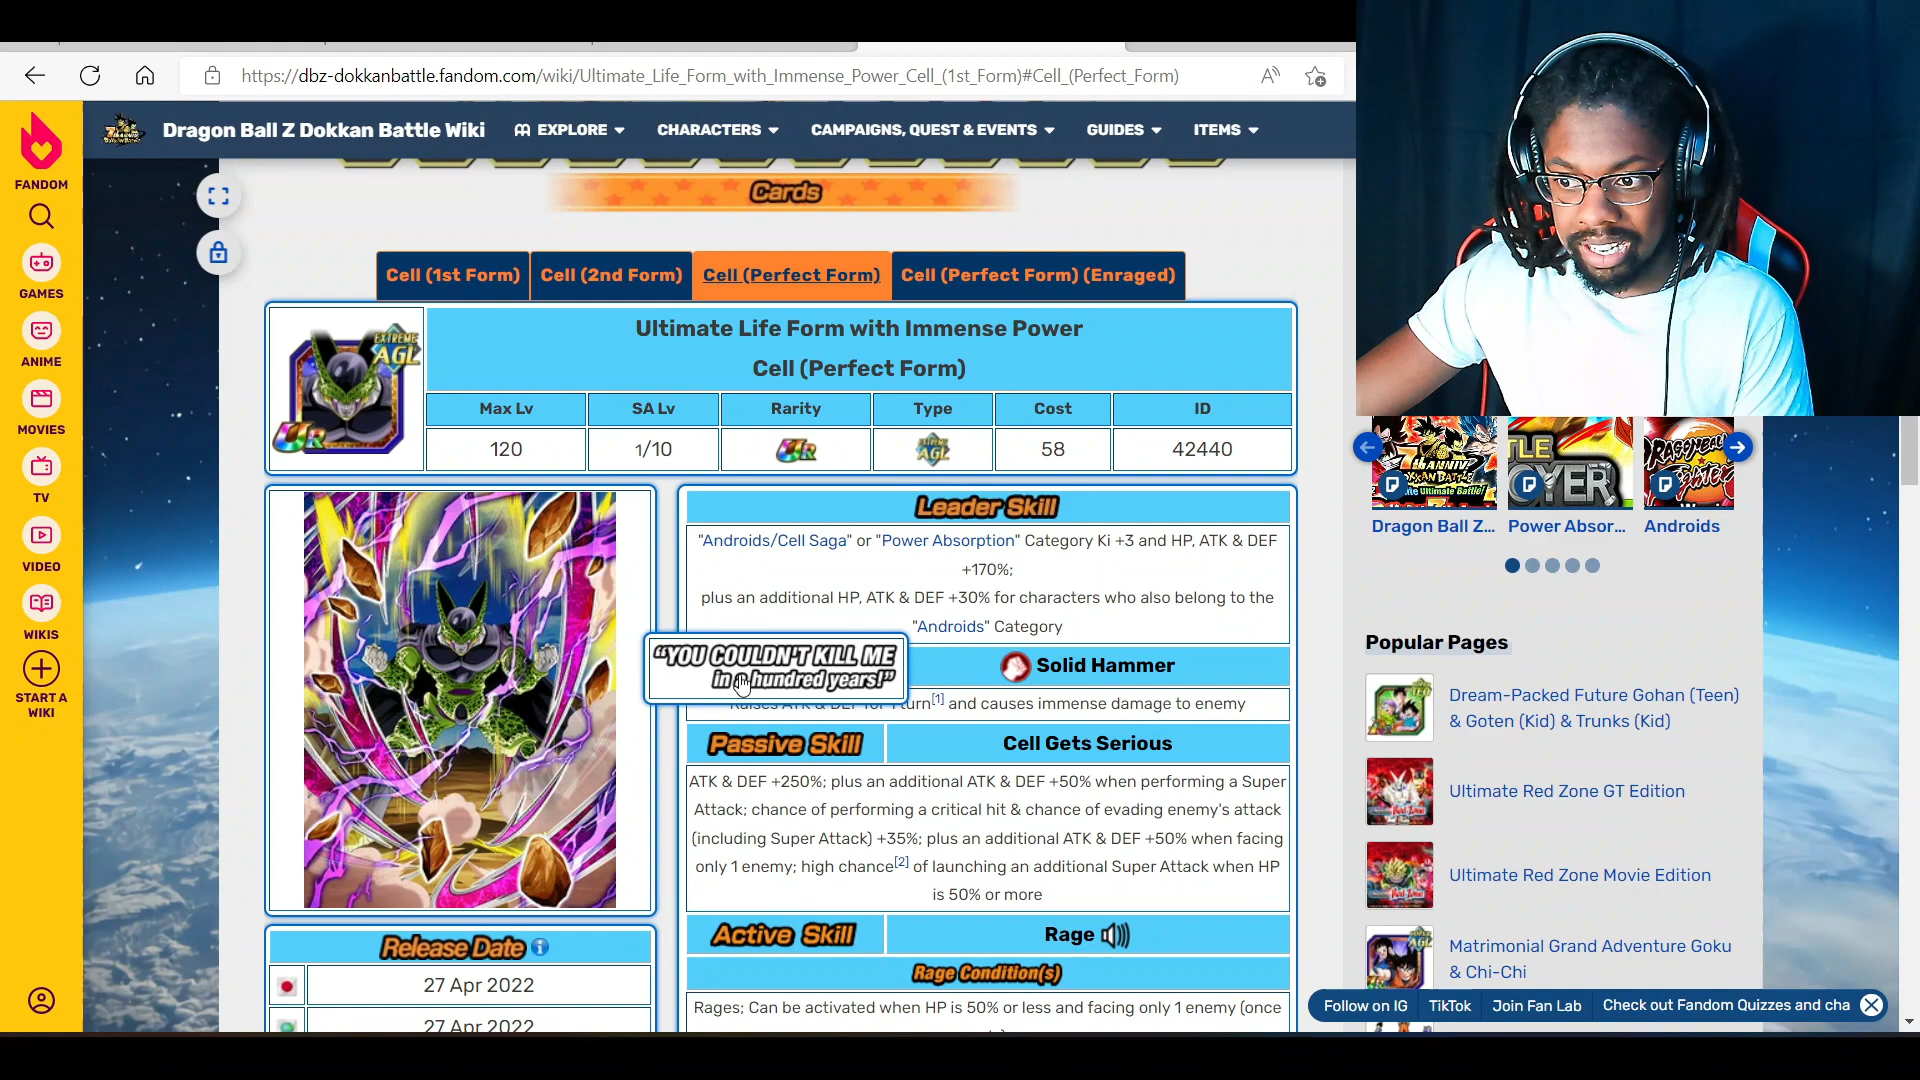 https://dbz-dokkanbattle.fandom.com/wiki/Ultimate_Life_Form_with_Immense_Power_Cell_(1st_Form)#Cell_(Perfect_Form)
Dragon Ball Z Dokkan Battle Wiki
EXPLORE
CHARACTERS
CAMPAIGNS, QUEST & EVENTS
GUIDES
ITEMS
FANDOM
GAMES
ANIME
MOVIES
TV
VIDEO
WIKIS
START A
WIKI
Cards
Cell (1st Form)
Cell (2nd Form)
Cell (Perfect Form)
Cell (Perfect Form) (Enraged)
EXTREME
AGL
UR
Ultimate Life Form with Immense Power
Cell (Perfect Form)
Max Lv
SA Lv
Rarity
Type
Cost
ID
120
1/10
UR
EXTREME
AGL
58
42440
Leader Skill
"Androids/Cell Saga" or "Power Absorption" Category Ki +3 and HP, ATK & DEF
+170%;
plus an additional HP, ATK & DEF +30% for characters who also belong to the
"Androids" Category
"YOU COULDN'T KILL ME
in hundred years!"
Solid Hammer
Raises ATK & DEF for turn[1] and causes immense damage to enemy
Passive Skill
Cell Gets Serious
ATK & DEF +250%; plus an additional ATK & DEF +50% when performing a Super
Attack; chance of performing a critical hit & chance of evading enemy's attack
(including Super Attack) +35%; plus an additional ATK & DEF +50% when facing
only 1 enemy; high chance[2] of launching an additional Super Attack when HP
is 50% or more
Active Skill
Rage
Rage Condition(s)
Rages; Can be activated when HP is 50% or less and facing only 1 enemy (once
Release Date
27 Apr 2022
27 Apr 2022
Dragon Ball Z...
Power Absor...
Androids
Popular Pages
Dream-Packed Future Gohan (Teen)
& Goten (Kid) & Trunks (Kid)
Ultimate Red Zone GT Edition
Ultimate Red Zone Movie Edition
Matrimonial Grand Adventure Goku
& Chi-Chi
Follow on IG
TikTok
Join Fan Lab
Check out Fandom Quizzes and cha